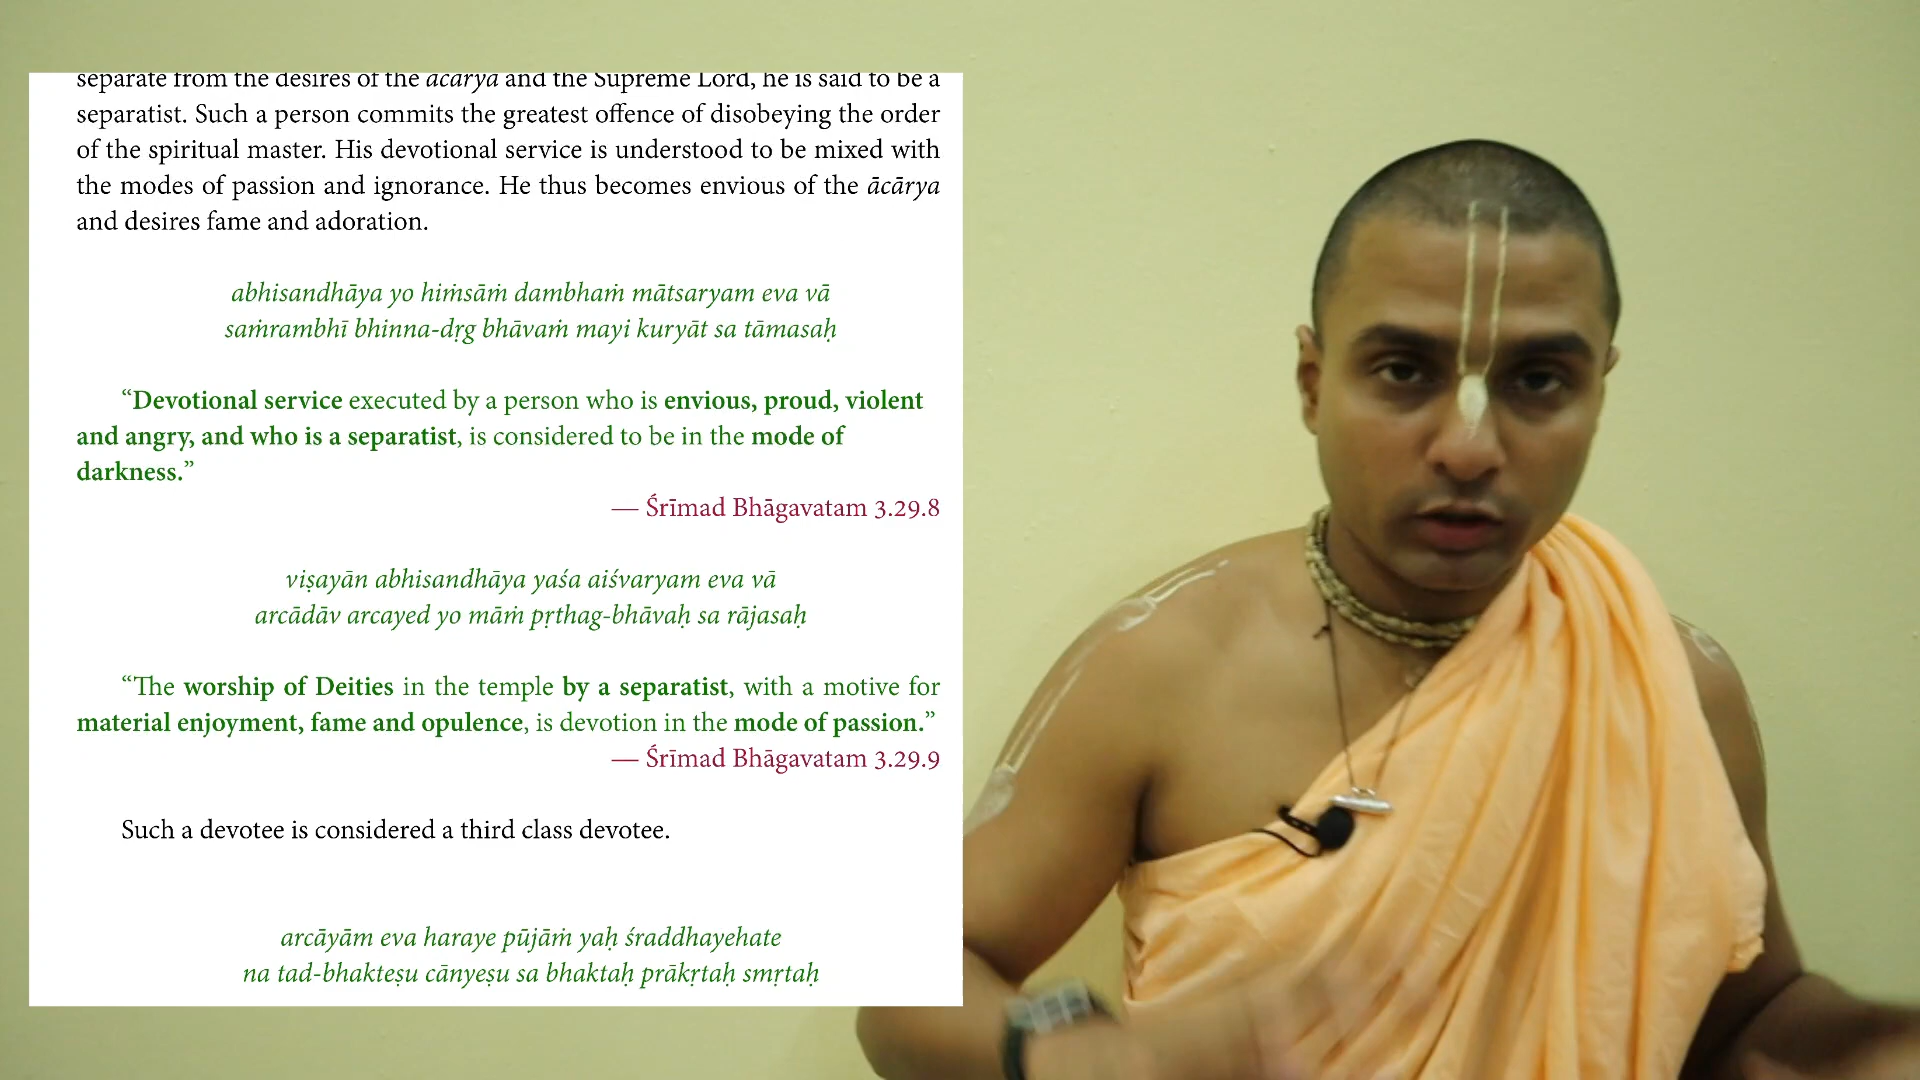 separate from the desires of the ācārya and the Supreme Lord, he is said to be a
separatist. Such a person commits the greatest offence of disobeying the order
of the spiritual master. His devotional service is understood to be mixed with
the modes of passion and ignorance. He thus becomes envious of the ācārya
and desires fame and adoration.
abhisandhāya yo hiṁsāṁ dambhaṁ mātsaryam eva vā
saṁrambhī bhinna-dṛg bhāvaṁ mayi kuryāt sa tāmasaḥ
“Devotional service executed by a person who is envious, proud, violent
and angry, and who is a separatist, is considered to be in the mode of
darkness.”
— Śrīmad Bhāgavatam 3.29.8
viṣayān abhisandhāya yaśa aiśvaryam eva vā
arcādāv arcayed yo māṁ pṛthag-bhāvaḥ sa rājasaḥ
“The worship of Deities in the temple by a separatist, with a motive for
material enjoyment, fame and opulence, is devotion in the mode of passion.”
— Śrīmad Bhāgavatam 3.29.9
Such a devotee is considered a third class devotee.
arcāyām eva haraye pūjāṁ yaḥ śraddhayehate
na tad-bhakteṣu cānyeṣu sa bhaktaḥ prākṛtaḥ smṛtaḥ